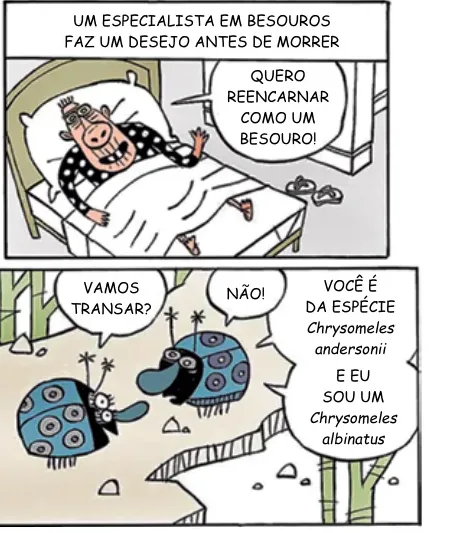 UM ESPECIALISTA EM BESOUROS
FAZ UM DESEJO ANTES DE MORRER
QUERO
REENCARNAR
COMO UM
BESOURO!
VAMOS
TRANSAR?
NÃO!
VOCÊ É
DA ESPÉCIE
Chrysomeles
andersonii
E EU
SOU UM
Chrysomeles
albinatus